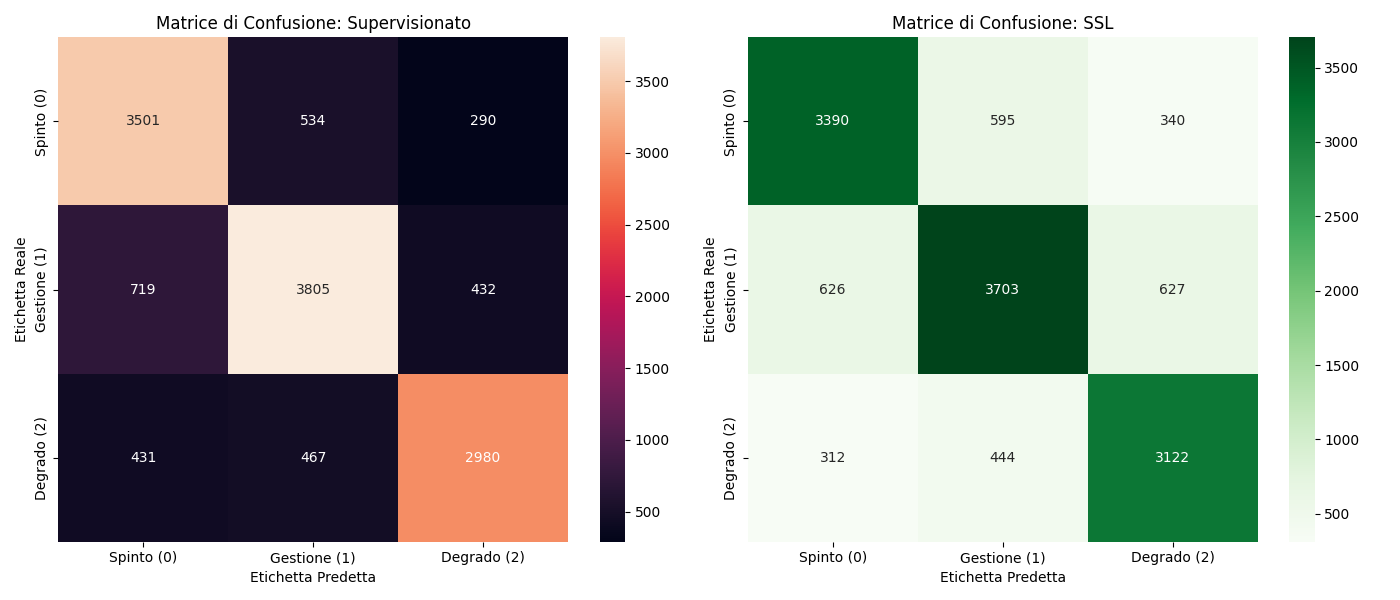 Matrice di Confusione: Supervisionato
Etichetta Reale
Spinto (0)
Gestione (1)
Degrado (2)
3501 534 290
719 3805 432
431 467 2980
Spinto (0) Gestione (1) Degrado (2)
Etichetta Predetta
3500
3000
2500
2000
1500
1000
500
Matrice di Confusione: SSL
Etichetta Reale
Spinto (0)
Gestione (1)
Degrado (2)
3390 595 340
626 3703 627
312 444 3122
Spinto (0) Gestione (1) Degrado (2)
Etichetta Predetta
3500
3000
2500
2000
1500
1000
500